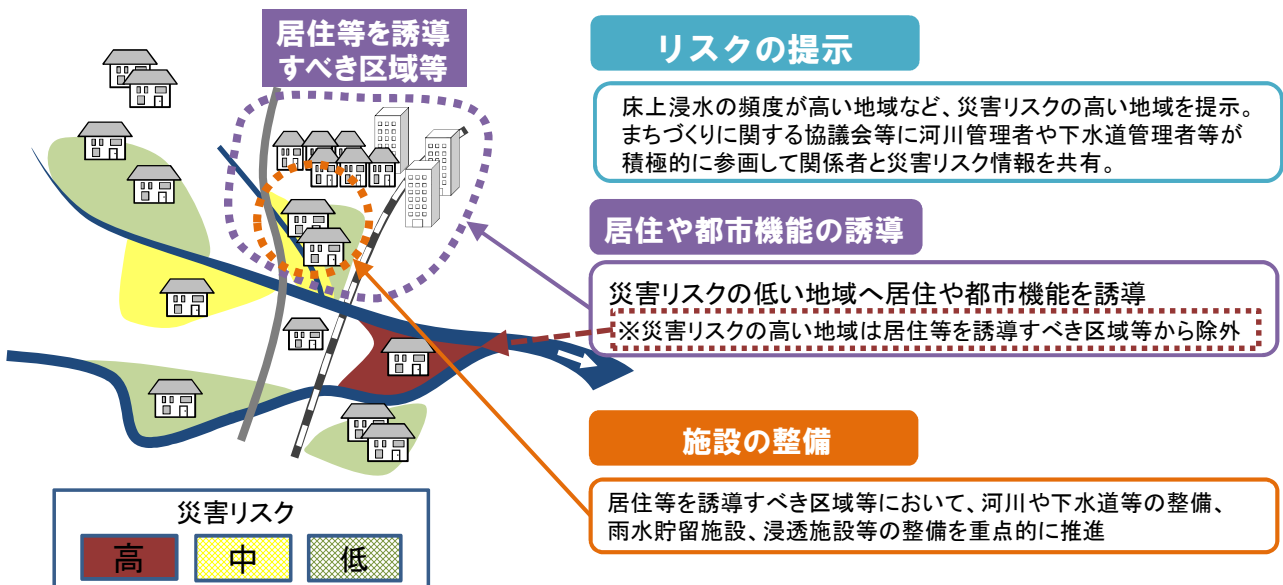 居住等を誘導
すべき区域等
リスクの提示
床上浸水の頻度が高い地域など、災害リスクの高い地域を提示。
まちづくりに関する協議会等に河川管理者や下水道管理者等が
積極的に参画して関係者と災害リスク情報を共有。
居住や都市機能の誘導
災害リスクの低い地域へ居住や都市機能を誘導
※災害リスクの高い地域は居住等を誘導すべき区域等から除外
施設の整備
居住等を誘導すべき区域等において、河川や下水道等の整備、
雨水貯留施設、浸透施設等の整備を重点的に推進
災害リスク
高 中 低